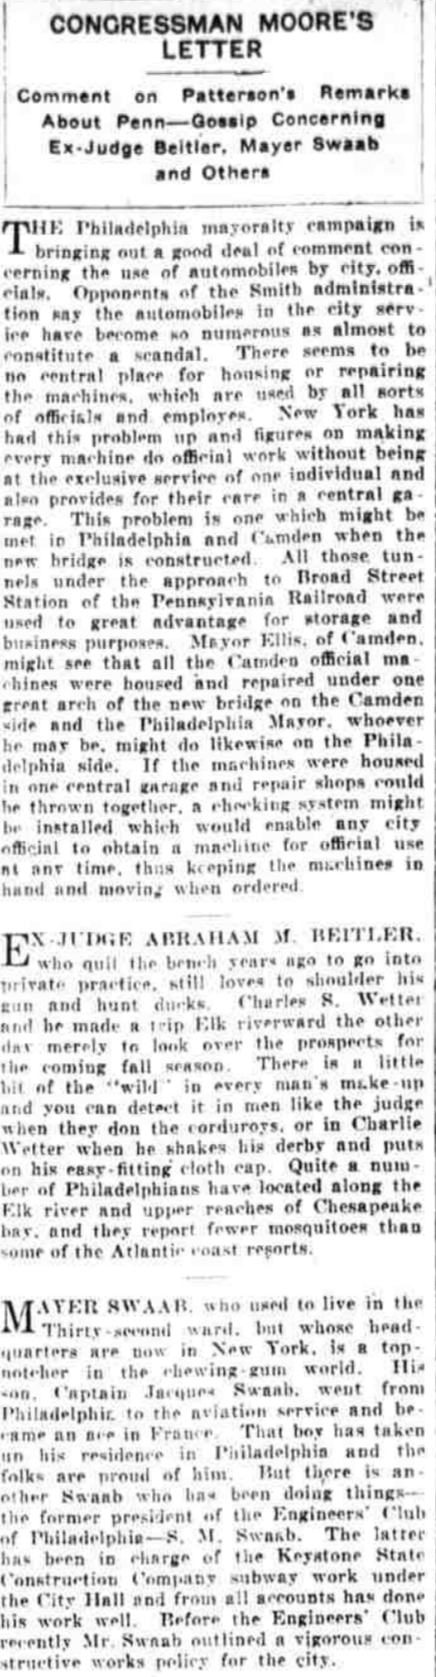 CONGRESSMAN MOORE'S
LETTER
Comment on Patterson's Remarks
About Penn—Gossip Concerning
Ex-Judge Beitler, Mayer Swaab
and Others
THE Philadelphia mayoralty campaign is
bringing out a good deal of comment con-
cerning the use of automobiles by city offi-
cials. Opponents of the Smith administra-
tion say the automobiles in the city serv-
ice have become so numerous as almost to
constitute a scandal. There seems to be
no central place for housing or repairing
the machines, which are used by all sorts
of officials and employes. New York has
had this problem up and figures on making
every machine do official work without being
at the exclusive service of one individual and
also provides for their care in a central ga-
rage. This problem is one which might be
met in Philadelphia and Camden when the
new bridge is constructed. All those tun-
nels under the approach to Broad Street
Station of the Pennsylvania Railroad were
used to great advantage for storage and
business purposes. Mayor Ellis, of Camden,
might see that all the Camden official ma-
chines were housed and repaired under one
great arch of the new bridge on the Camden
side and the Philadelphia Mayor, whoever
he may be, might do likewise on the Phila-
delphia side. If the machines were housed
in one central garage and repair shops could
be thrown together, a checking system might
be installed which would enable any city
official to obtain a machine for official use
at any time, thus keeping the machines in
hand and moving when ordered.
EX-JUDGE ABRAHAM M. BEITLER,
who quit the bench years ago to go into
private practice, still loves to shoulder his
gun and hunt ducks. Charles S. Wetter
and he made a trip Elk riverward the other
day merely to look over the prospects for
the coming fall season. There is a little
bit of the "wild" in every man's make-up
and you can detect it in men like the judge
when they don the corduroys, or in Charlie
Wetter when he shakes his derby and puts
on his easy-fitting cloth cap. Quite a num-
ber of Philadelphians have located along the
Elk river and upper reaches of Chesapeake
bay, and they report fewer mosquitoes than
some of the Atlantic coast resorts.
MAYER SWAAB, who used to live in the
Thirty-second ward, but whose head-
quarters are now in New York, is a top-
notcher in the chewing-gum world. His
son, Captain Jacques Swaab, went from
Philadelphia to the aviation service and be-
came an ace in France. That boy has taken
up his residence in Philadelphia and the
folks are proud of him. But there is an-
other Swaab who has been doing things—
the former president of the Engineers' Club
of Philadelphia—S. M. Swaab. The latter
has been in charge of the Keystone State
Construction Company subway work under
the City Hall and from all accounts has done
his work well. Before the Engineers' Club
recently Mr. Swaab outlined a vigorous con-
structive works policy for the city.